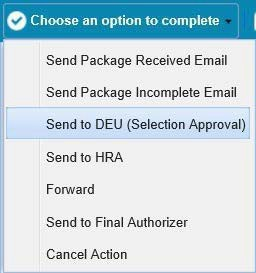 Choose an option to complete
Send Package Received Email
Send Package Incomplete Email
Send to DEU (Selection Approval)
Send to HRA
Forward
Send to Final Authorizer
Cancel Action